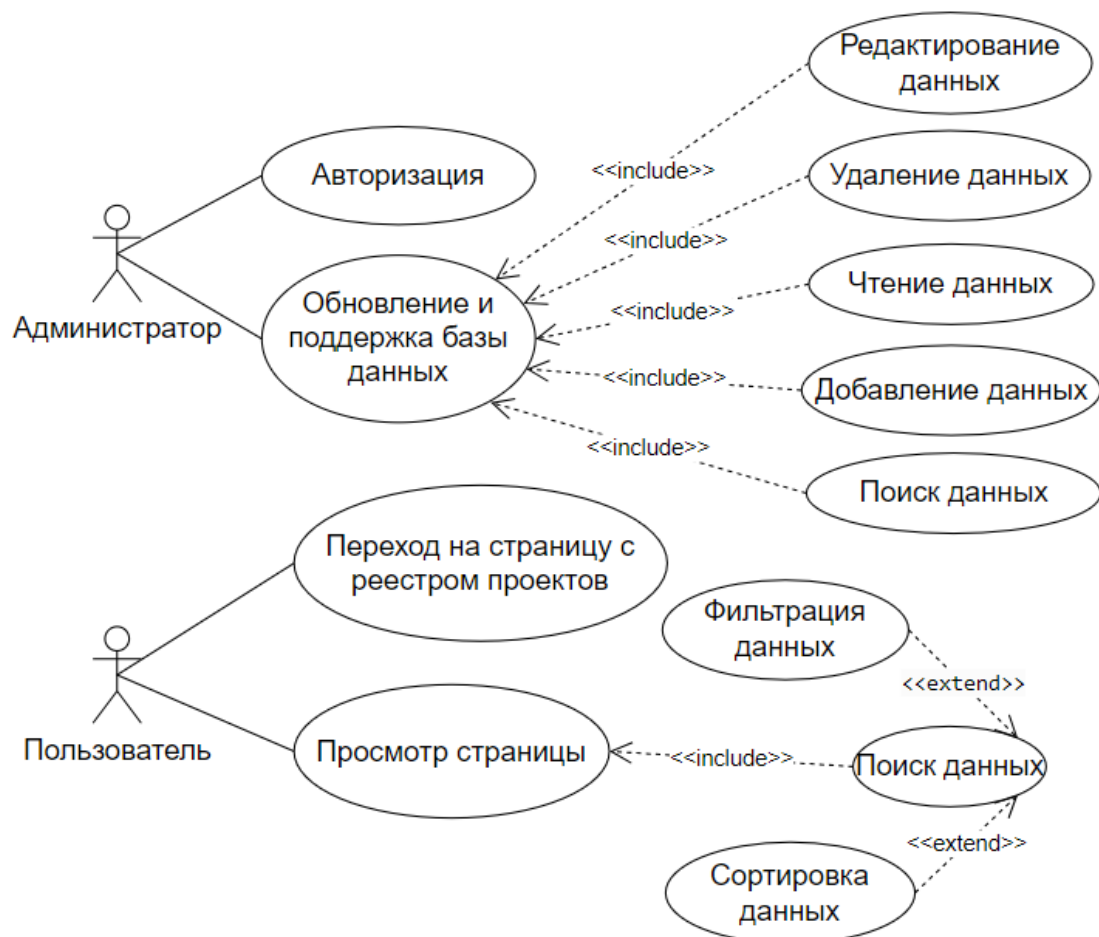 Редактирование
данных
<<include>>
Авторизация
Удаление данных
<<include>>
Чтение данных
<<include>>
Администратор
Обновление и
поддержка базы
данных
<<include>>
Добавление данных
<<include>>
Поиск данных
Переход на страницу с
реестром проектов
Фильтрация
данных
<<extend>>
Пользователь
Просмотр страницы
<<include>>
Поиск данных
<<extend>>
Сортировка
данных